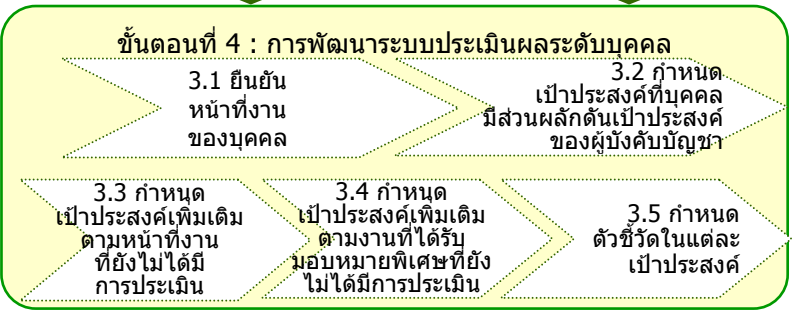 ขั้นตอนที่ 4 : การพัฒนาระบบประเมินผลระดับบุคคล
3.1 ยืนยัน
หน้าที่งาน
ของบุคคล
3.2 กำหนด
เป้าประสงค์ที่บุคคล
มีส่วนผลักดันเป้าประสงค์
ของผู้บังคับบัญชา
3.3 กำหนด
เป้าประสงค์เพิ่มเติม
ตามหน้าที่งาน
ที่ยังไม่ได้มี
การประเมิน
3.4 กำหนด
เป้าประสงค์เพิ่มเติม
ตามงานที่ได้รับ
มอบหมายพิเศษที่ยัง
ไม่ได้มีการประเมิน
3.5 กำหนด
ตัวชี้วัดในแต่ละ
เป้าประสงค์